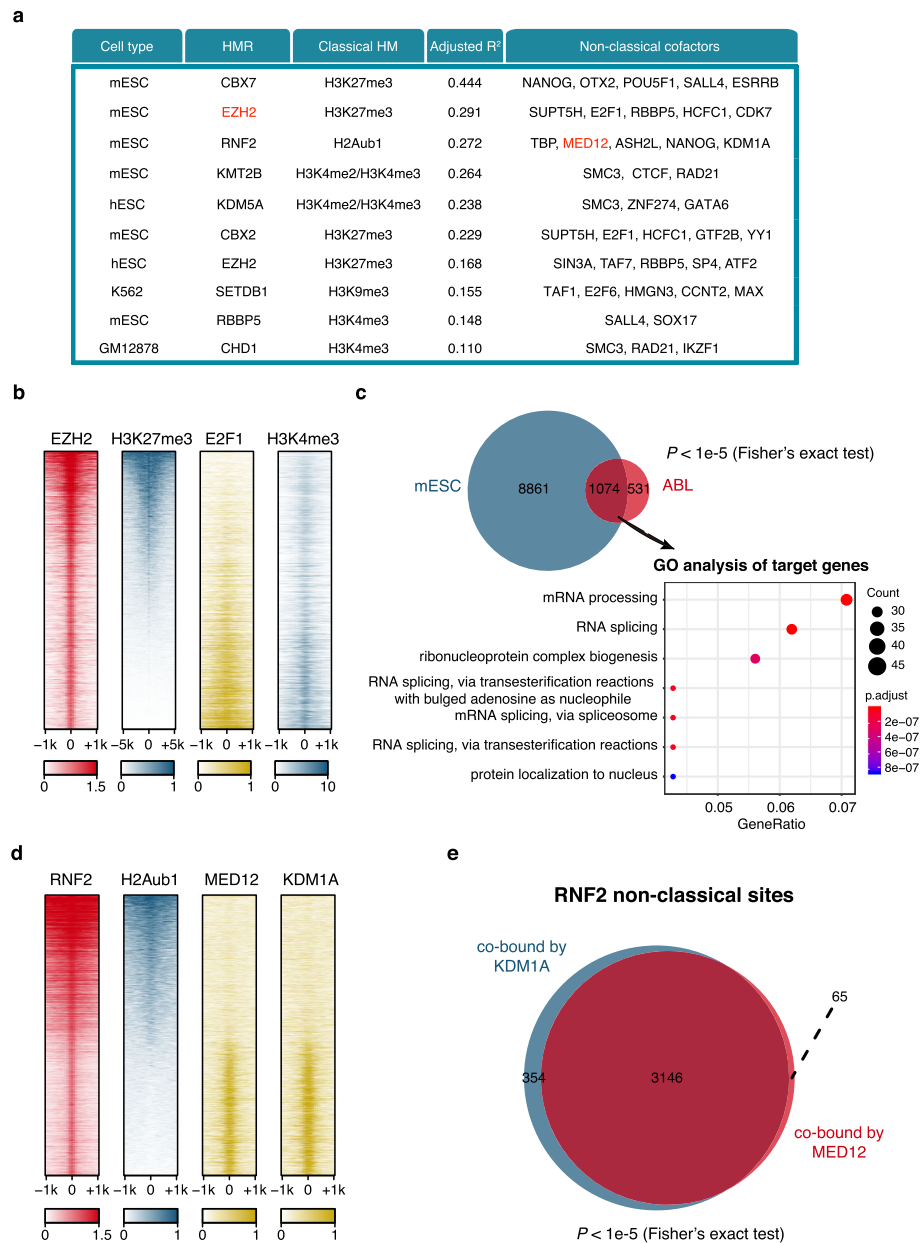 a
Cell type HMR Classical HM Adjusted R² Non-classical cofactors
mESC CBX7 H3K27me3 0.444 NANOG, OTX2, POU5F1, SALL4, ESRRB
mESC EZH2 H3K27me3 0.291 SUPT5H, E2F1, RBBP5, HCFC1, CDK7
mESC RNF2 H2Aub1 0.272 TBP, MED12, ASH2L, NANOG, KDM1A
mESC KMT2B H3K4me2/H3K4me3 0.264 SMC3, CTCF, RAD21
hESC KDM5A H3K4me2/H3K4me3 0.238 SMC3, ZNF274, GATA6
mESC CBX2 H3K27me3 0.229 SUPT5H, E2F1, HCFC1, GTF2B, YY1
hESC EZH2 H3K27me3 0.168 SIN3A, TAF7, RBBP5, SP4, ATF2
K562 SETDB1 H3K9me3 0.155 TAF1, E2F6, HMGN3, CCNT2, MAX
mESC RBBP5 H3K4me3 0.148 SALL4, SOX17
GM12878 CHD1 H3K4me3 0.110 SMC3, RAD21, IKZF1
b
EZH2 H3K27me3 E2F1 H3K4me3
−1k 0 +1k −5k 0 +5k −1k 0 +1k −1k 0 +1k
0 1.5 0 1 0 1 0 10
c
P < 1e-5 (Fisher's exact test)
mESC 8861 1074 531 ABL
GO analysis of target genes
mRNA processing
RNA splicing
ribonucleoprotein complex biogenesis
RNA splicing, via transesterification reactions
with bulged adenosine as nucleophile
mRNA splicing, via spliceosome
RNA splicing, via transesterification reactions
protein localization to nucleus
0.05 0.06 0.07
GeneRatio
Count
30
35
40
45
p.adjust
2e−07
4e−07
6e−07
8e−07
d
RNF2 H2Aub1 MED12 KDM1A
−1k 0 +1k −1k 0 +1k −1k 0 +1k −1k 0 +1k
0 1.5 0 1 0 1 0 1
e
RNF2 non-classical sites
co-bound by
KDM1A
65
354 3146
co-bound by
MED12
P < 1e-5 (Fisher's exact test)